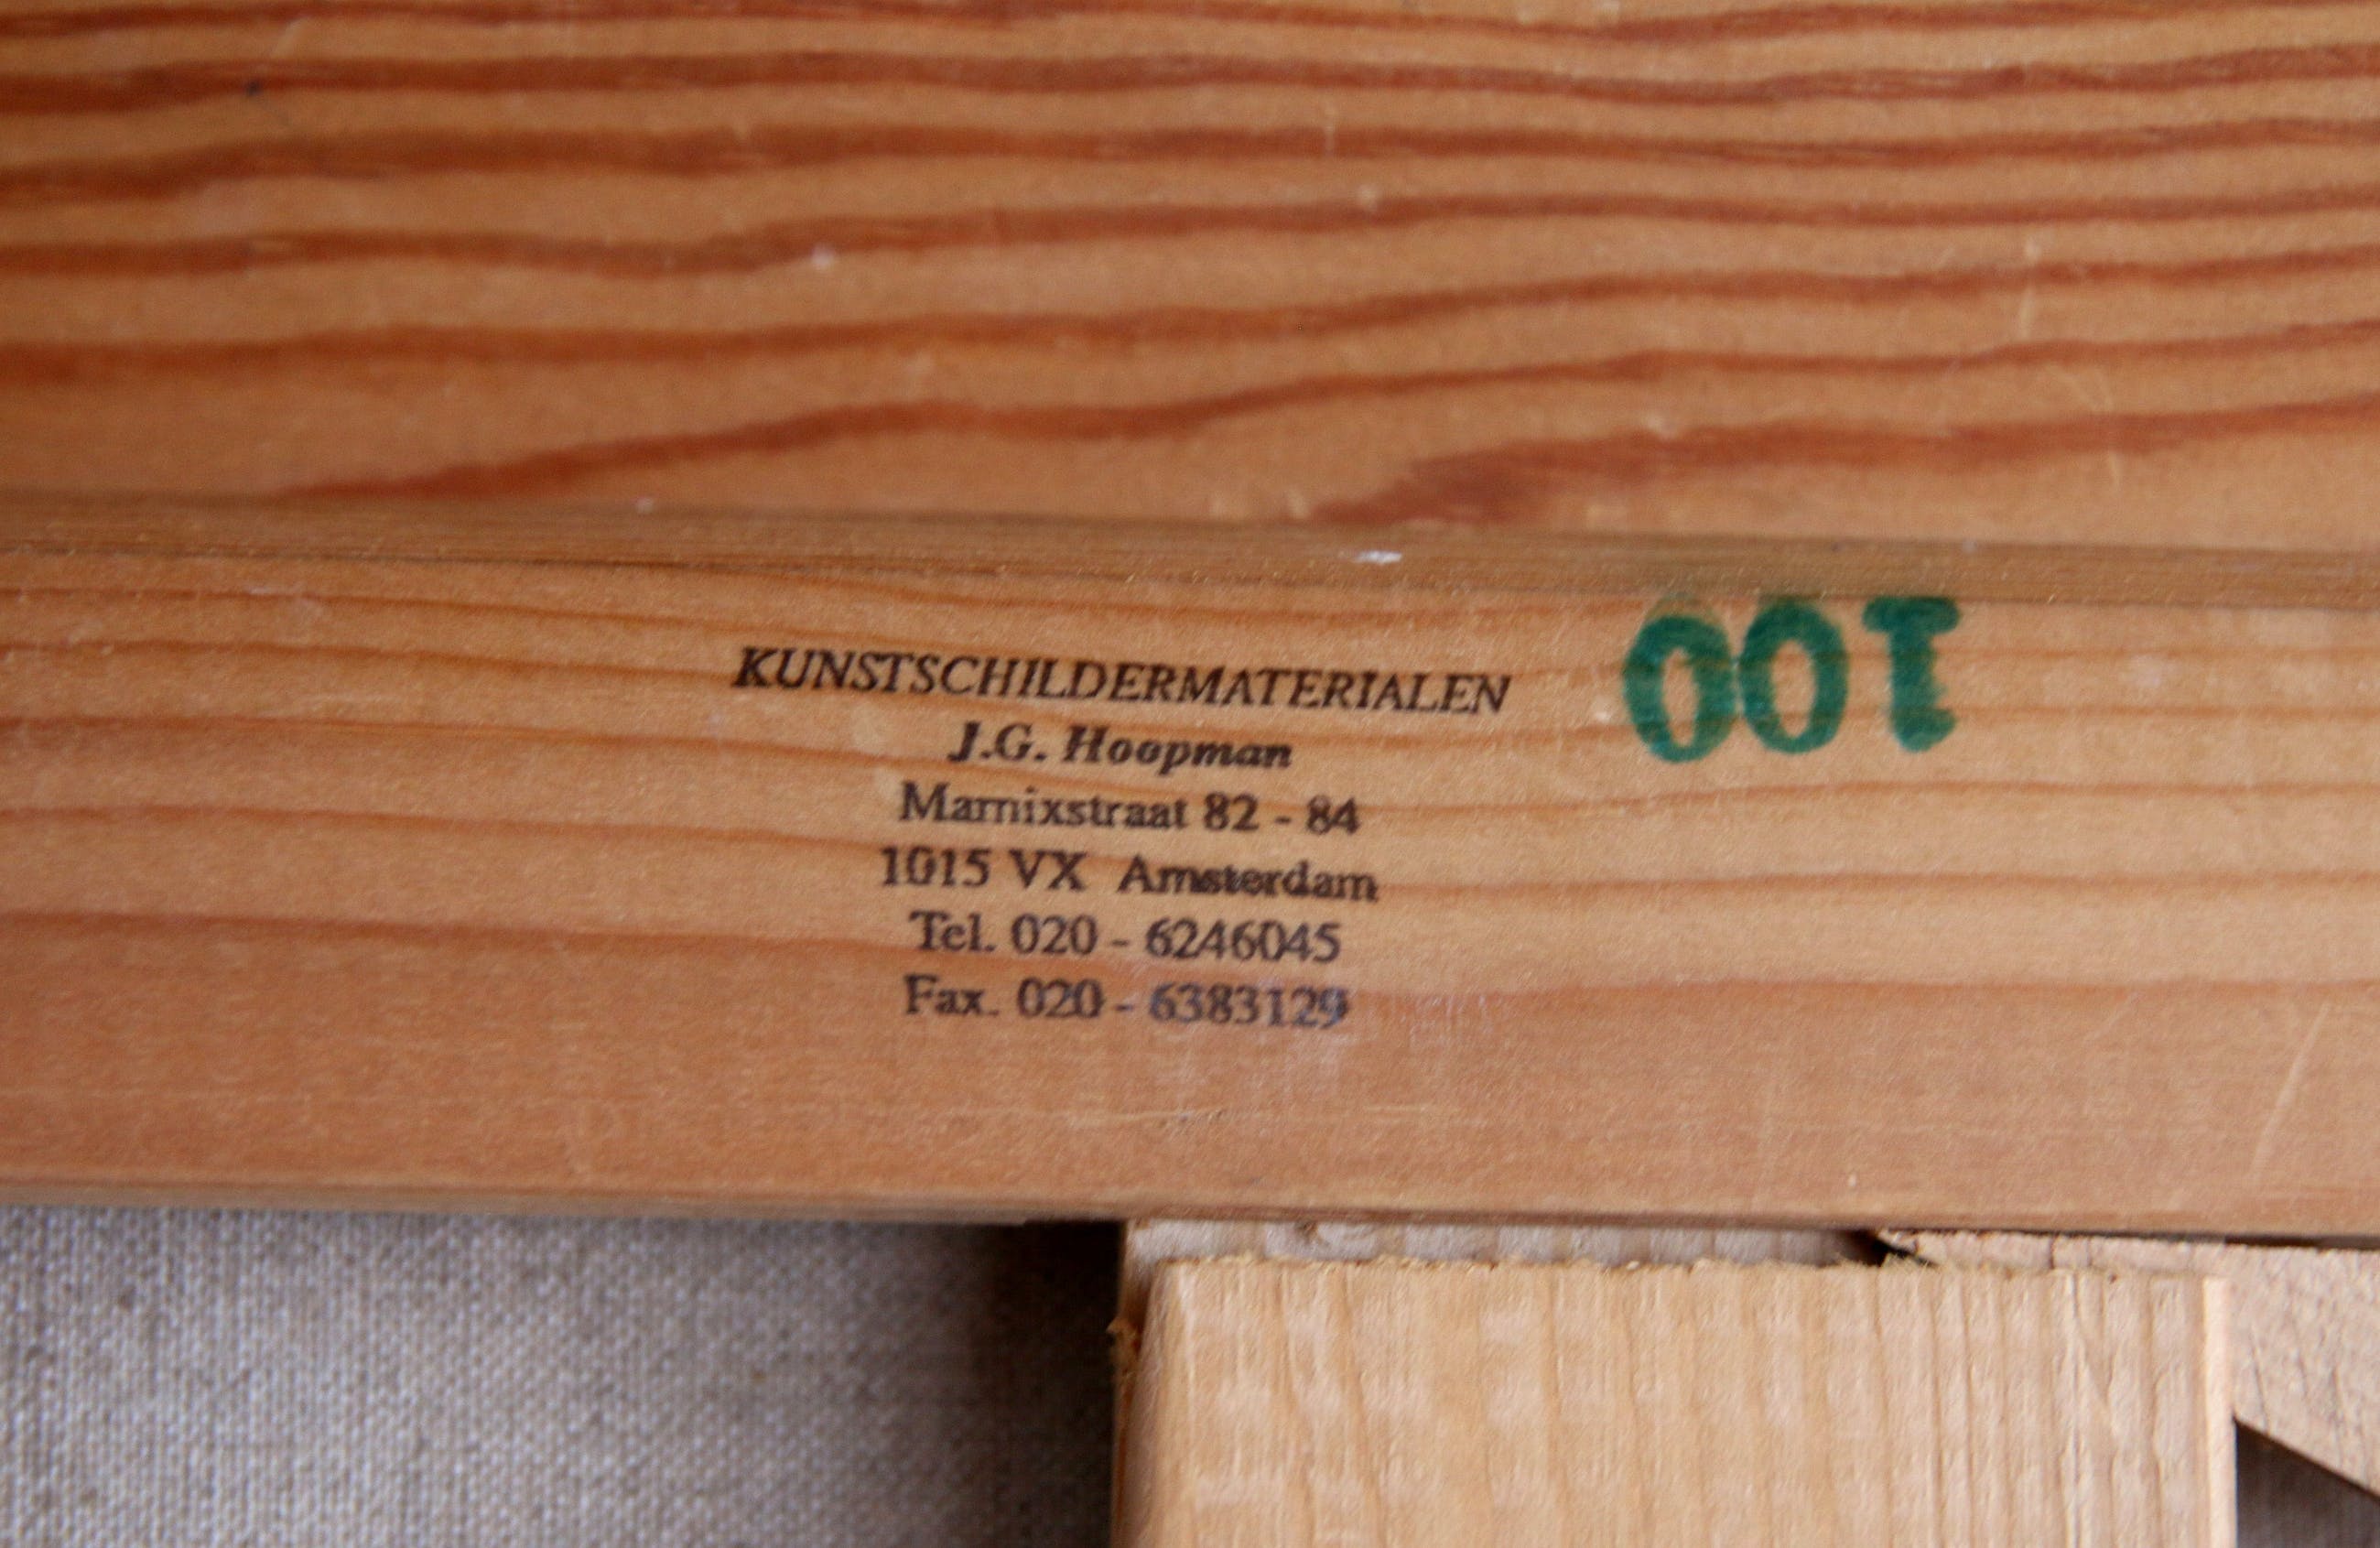 KUNSTSCHILDERMATERIALEN
J.G. Hoopman
Marnixstraat 82 - 84
1015 VX Amsterdam
Tel. 020 - 6246045
Fax. 020 - 6383129
100